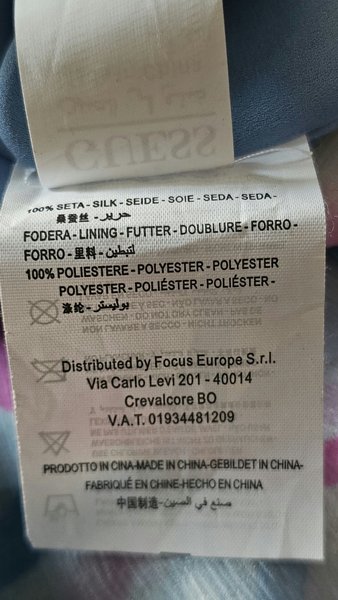 GUESS
100% SETA - SILK - SEIDE - SOIE - SEDA - SEDA -
桑蚕丝 - حرير -
FODERA - LINING - FUTTER - DOUBLURE - FORRO -
FORRO - 里料 - لتبطين -
100% POLIESTERE - POLYESTER - POLYESTER
POLYESTER - POLIÉSTER - POLIÉSTER -
涤纶 - بوليستر -
Distributed by Focus Europe S.r.l.
Via Carlo Levi 201 - 40014
Crevalcore BO
V.A.T. 01934481209
PRODOTTO IN CINA-MADE IN CHINA-GEBILDET IN CHINA-
FABRIQUÉ EN CHINE-HECHO EN CHINA
中国制造 - صنع في الصين -